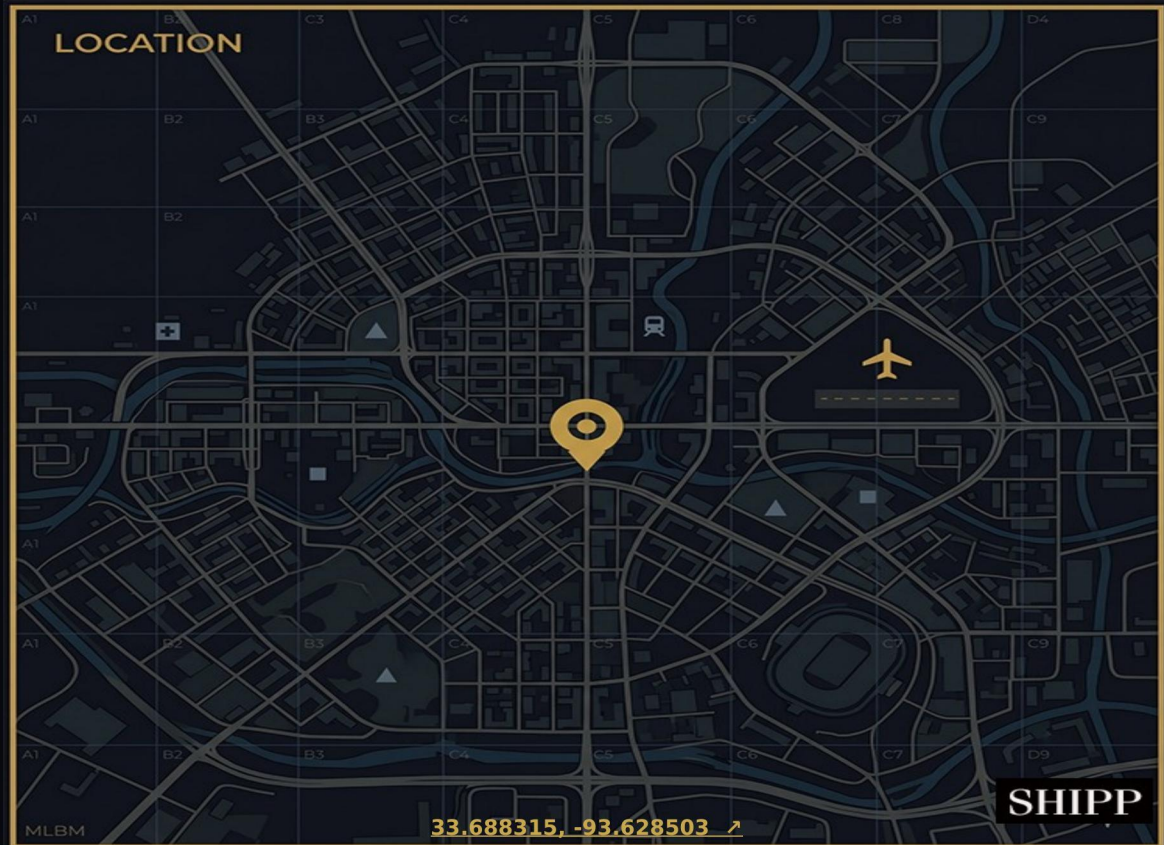 A1 B2 C3 C4 C5 C6 C8 D4
LOCATION
A1 B2 B3 C4 C5 C6 C7 C9
A1 B2
A1
A1
A1 B2 B3 C4 C5 C6 C7 C9
A1 B2 B3 C4 C5 C6 C7 D9
SHIPP
MLBM
33.688315, -93.628503 ↗